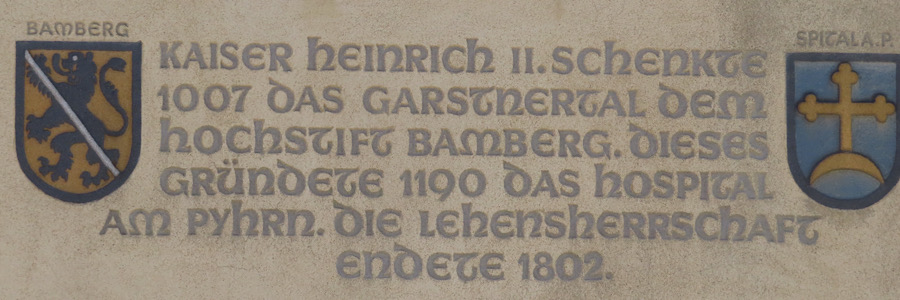 BAMBERG
SPITAL A.P.
KAISER HEINRICH II. SCHENKTE
1007 DAS GARSTNERTAL DEM
HOCHSTIFT BAMBERG. DIESES
GRÜNDETE 1190 DAS HOSPITAL
AM PYHRN. DIE LEHENSHERRSCHAFT
ENDETE 1802.